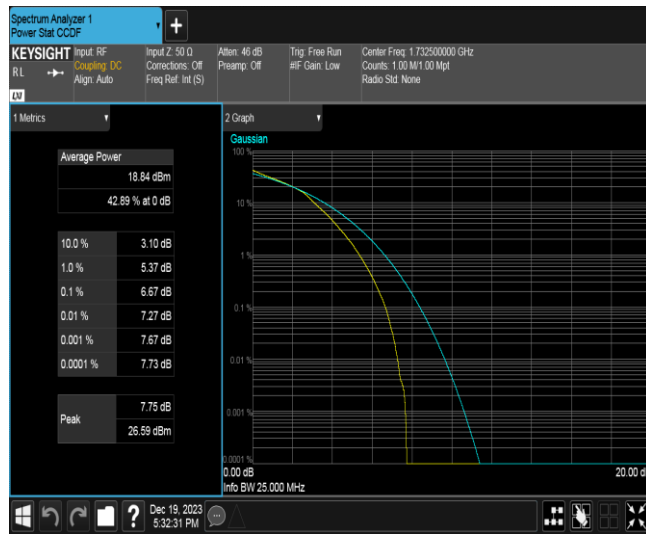 Spectrum Analyzer 1
Power Stat CCDF
+
KEYSIGHT
RL
LXI
Input: RF
Coupling: DC
Align: Auto
Input Z: 50 Ω
Corrections: Off
Freq Ref: Int (S)
Atten: 46 dB
Preamp: Off
Trig: Free Run
#IF Gain: Low
Center Freq: 1.732500000 GHz
Counts: 1.00 M/1.00 Mpt
Radio Std: None
1 Metrics
Average Power
18.84 dBm
42.89 % at 0 dB
10.0 % 3.10 dB
1.0 % 5.37 dB
0.1 % 6.67 dB
0.01 % 7.27 dB
0.001 % 7.67 dB
0.0001 % 7.73 dB
Peak
7.75 dB
26.59 dBm
2 Graph
Gaussian
100 %
10 %
1 %
0.1 %
0.01 %
0.001 %
0.0001 %
0.00 dB
20.00 d
Info BW 25.000 MHz
?
Dec 19, 2023
5:32:31 PM